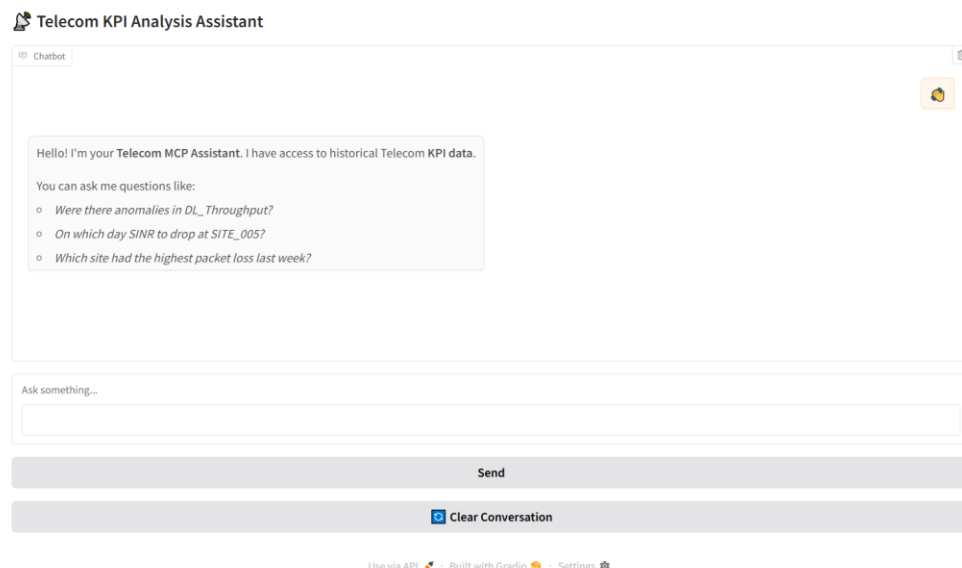 Telecom KPI Analysis Assistant
Chatbot
Hello! I'm your Telecom MCP Assistant. I have access to historical Telecom KPI data.
You can ask me questions like:
Were there anomalies in DL_Throughput?
On which day SINR to drop at SITE_005?
Which site had the highest packet loss last week?
Ask something...
Send
Clear Conversation
Use via API · Built with Gradio · Settings